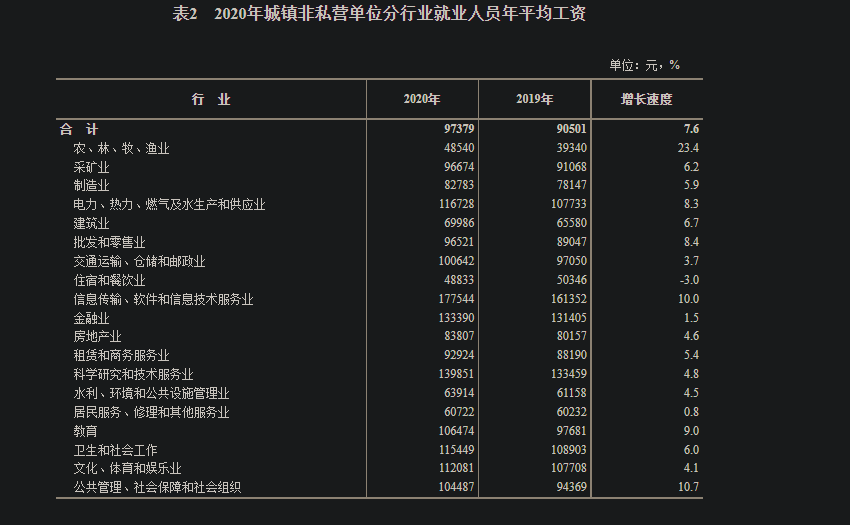 表2 2020年城镇非私营单位分行业就业人员年平均工资
单位：元，%
行 业 2020年 2019年 增长速度
合 计 97379 90501 7.6
农、林、牧、渔业 48540 39340 23.4
采矿业 96674 91068 6.2
制造业 82783 78147 5.9
电力、热力、燃气及水生产和供应业 116728 107733 8.3
建筑业 69986 65580 6.7
批发和零售业 96521 89047 8.4
交通运输、仓储和邮政业 100642 97050 3.7
住宿和餐饮业 48833 50346 -3.0
信息传输、软件和信息技术服务业 177544 161352 10.0
金融业 133390 131405 1.5
房地产业 83807 80157 4.6
租赁和商务服务业 92924 88190 5.4
科学研究和技术服务业 139851 133459 4.8
水利、环境和公共设施管理业 63914 61158 4.5
居民服务、修理和其他服务业 60722 60232 0.8
教育 106474 97681 9.0
卫生和社会工作 115449 108903 6.0
文化、体育和娱乐业 112081 107708 4.1
公共管理、社会保障和社会组织 104487 94369 10.7